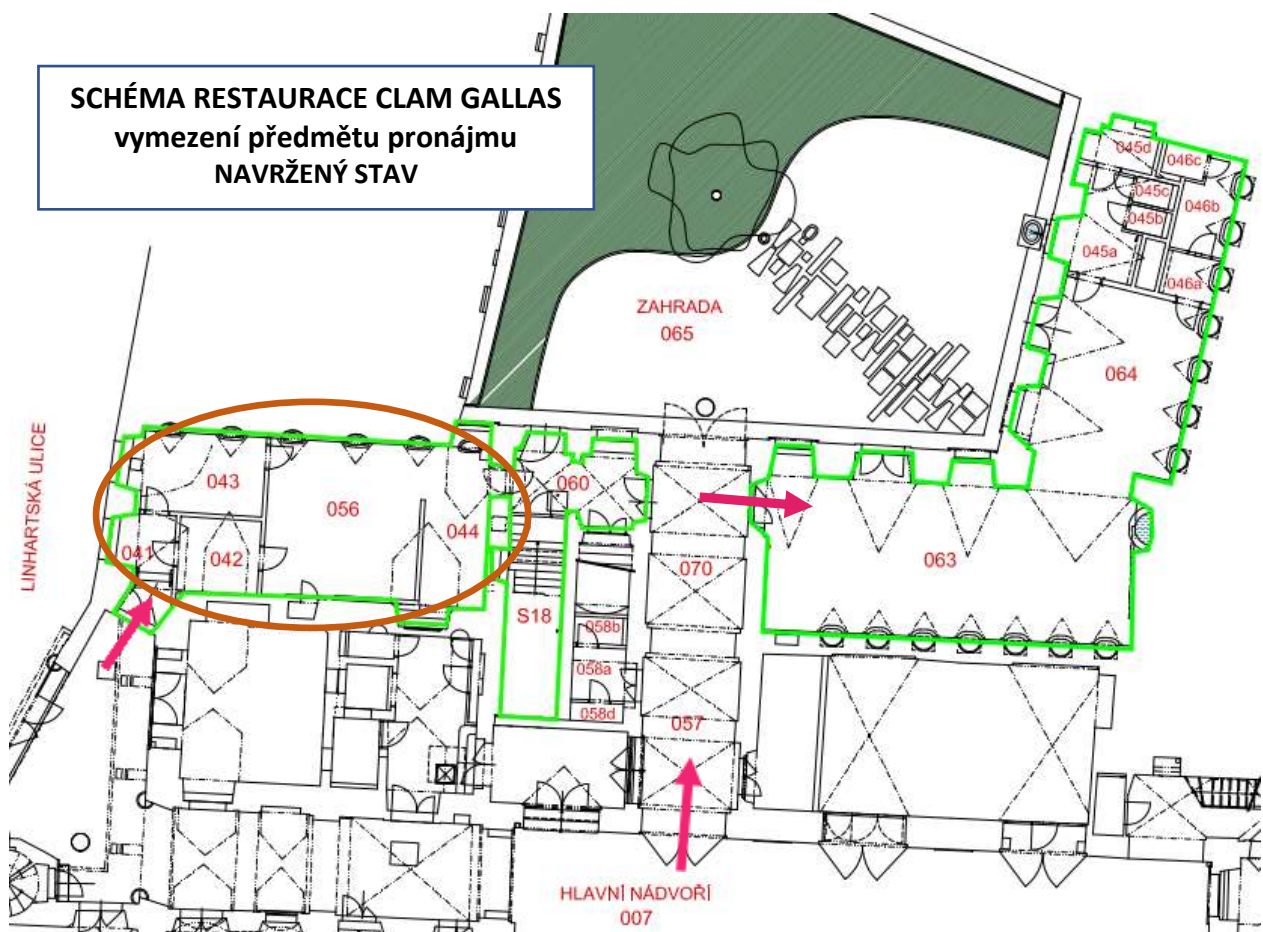 SCHÉMA RESTAURACE CLAM GALLAS
vymezení předmětu pronájmu
NAVRŽENÝ STAV
045d
046c
045c
046b
045b
045a
046a
ZAHRADA
065
064
LINHARTSKÁ ULICE
043
056
060
044
041
042
070
063
S18
058b
058a
058d
057
HLAVNÍ NÁDVOŘÍ
007